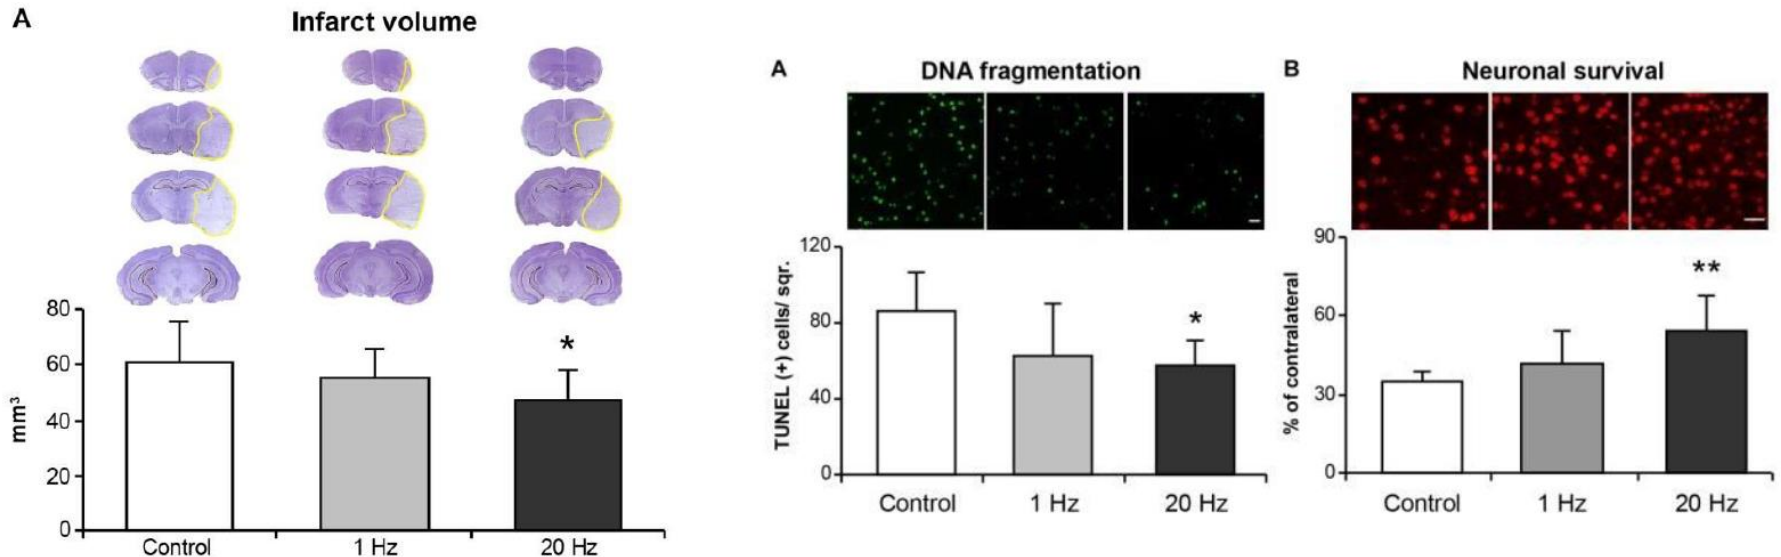 A
Infarct volume
80
60
40
20
0
mm³
*
Control
1 Hz
20 Hz
A
DNA fragmentation
120
80
40
0
TUNEL (+) cells/ sqr.
*
Control
1 Hz
20 Hz
B
Neuronal survival
90
60
30
0
% of contralateral
**
Control
1 Hz
20 Hz